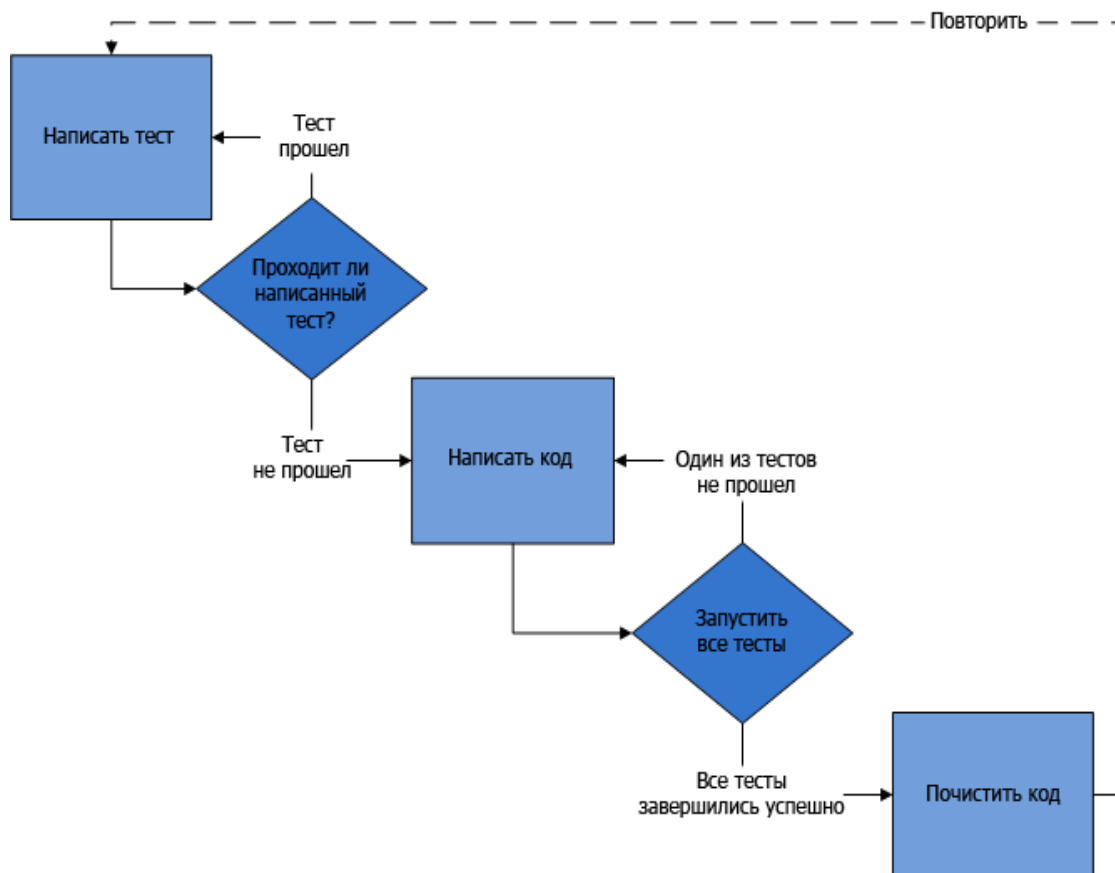 Повторить
Написать тест
Тест
прошел
Проходит ли
написанный
тест?
Тест
не прошел
Написать код
Один из тестов
не прошел
Запустить
все тесты
Все тесты
завершились успешно
Почистить код